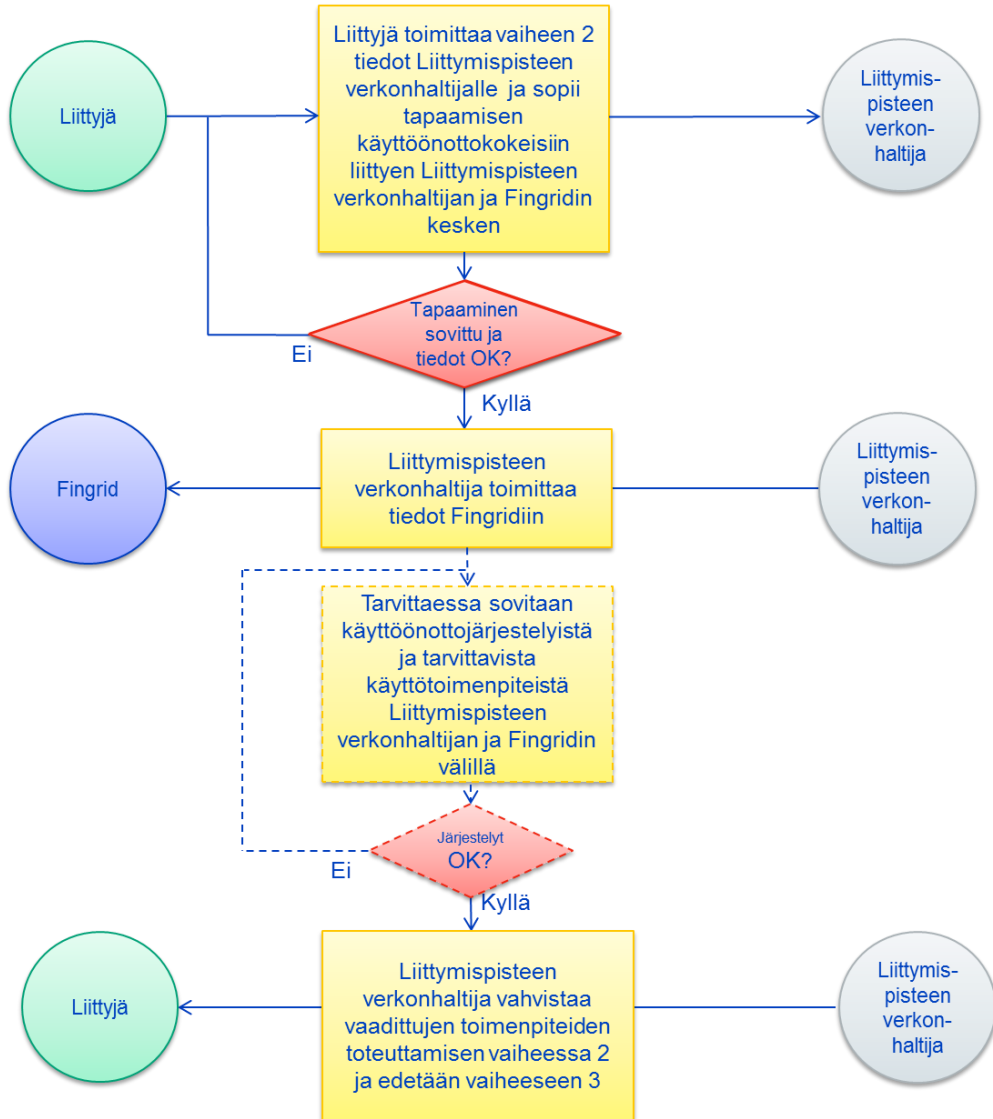 Liittyjä
Liittyjä toimittaa vaiheen 2
tiedot Liittymispisteen
verkonhaltijalle ja sopii
tapaamisen
käyttöönottokokeisiin
liittyen Liittymispisteen
verkonhaltijan ja Fingridin
kesken
Liittymis-
pisteen
verkon-
haltija
Tapaaminen
sovittu ja
tiedot OK?
Ei
Kyllä
Fingrid
Liittymispisteen
verkonhaltija toimittaa
tiedot Fingridiin
Liittymis-
pisteen
verkon-
haltija
Tarvittaessa sovitaan
käyttöönottojärjestelyistä
ja tarvittavista
käyttötoimenpiteistä
Liittymispisteen
verkonhaltijan ja Fingridin
välillä
Järjestelyt
OK?
Ei
Kyllä
Liittyjä
Liittymispisteen
verkonhaltija vahvistaa
vaadittujen toimenpiteiden
toteuttamisen vaiheessa 2
ja edetään vaiheeseen 3
Liittymis-
pisteen
verkon-
haltija